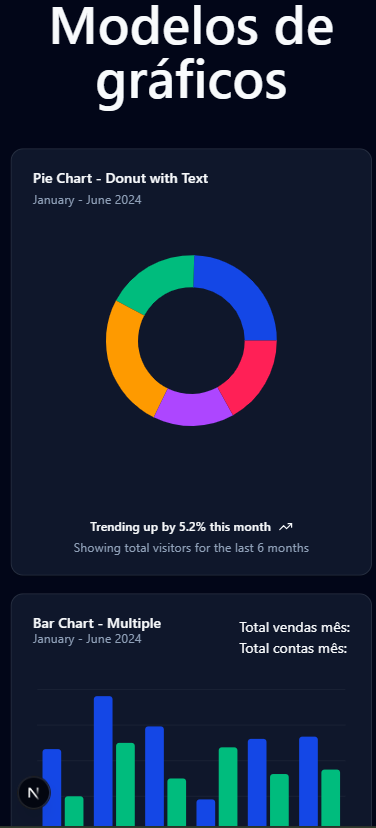 Modelos de
gráficos
Pie Chart - Donut with Text
January - June 2024
Trending up by 5.2% this month
Showing total visitors for the last 6 months
Bar Chart - Multiple
January - June 2024
Total vendas mês:
Total contas mês:
N